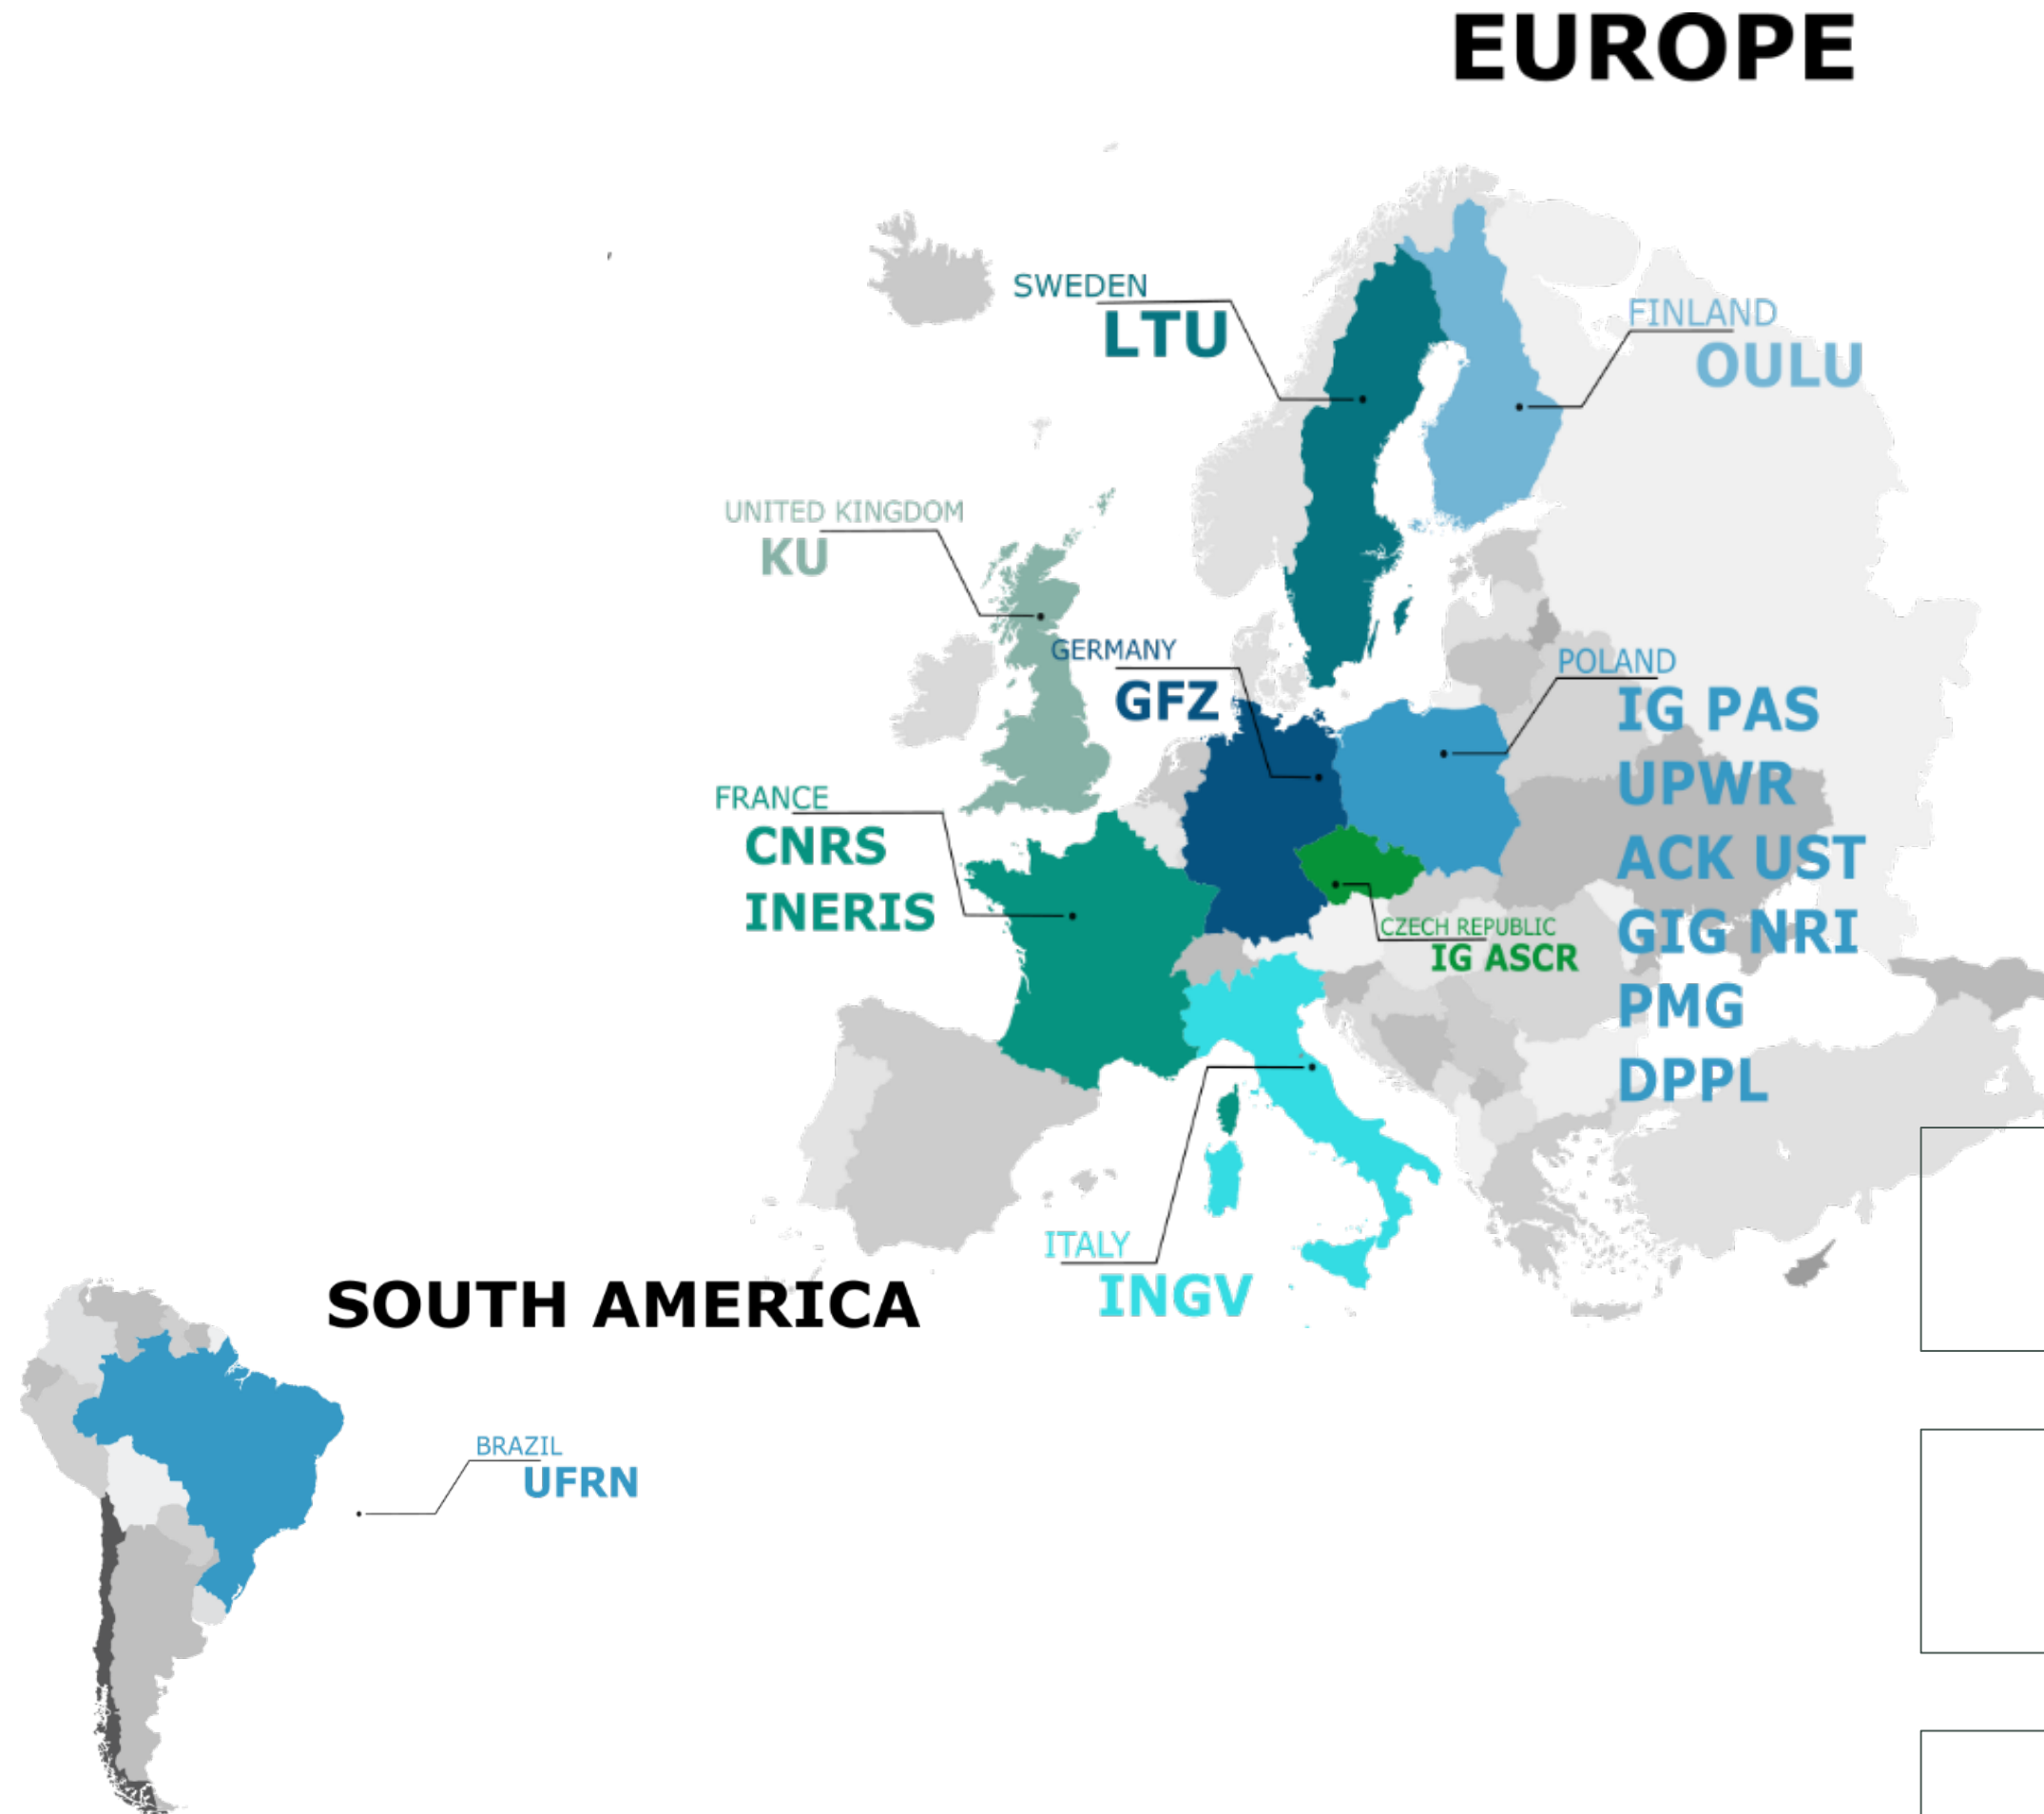 EUROPE
SWEDEN
LTU
FINLAND
OULU
UNITED KINGDOM
KU
GERMANY
GFZ
POLAND
IG PAS
UPWR
ACK UST
GIG NRI
PMG
DPPL
FRANCE
CNRS
INERIS
CZECH REPUBLIC
IG ASCR
ITALY
INGV
SOUTH AMERICA
BRAZIL
UFRN